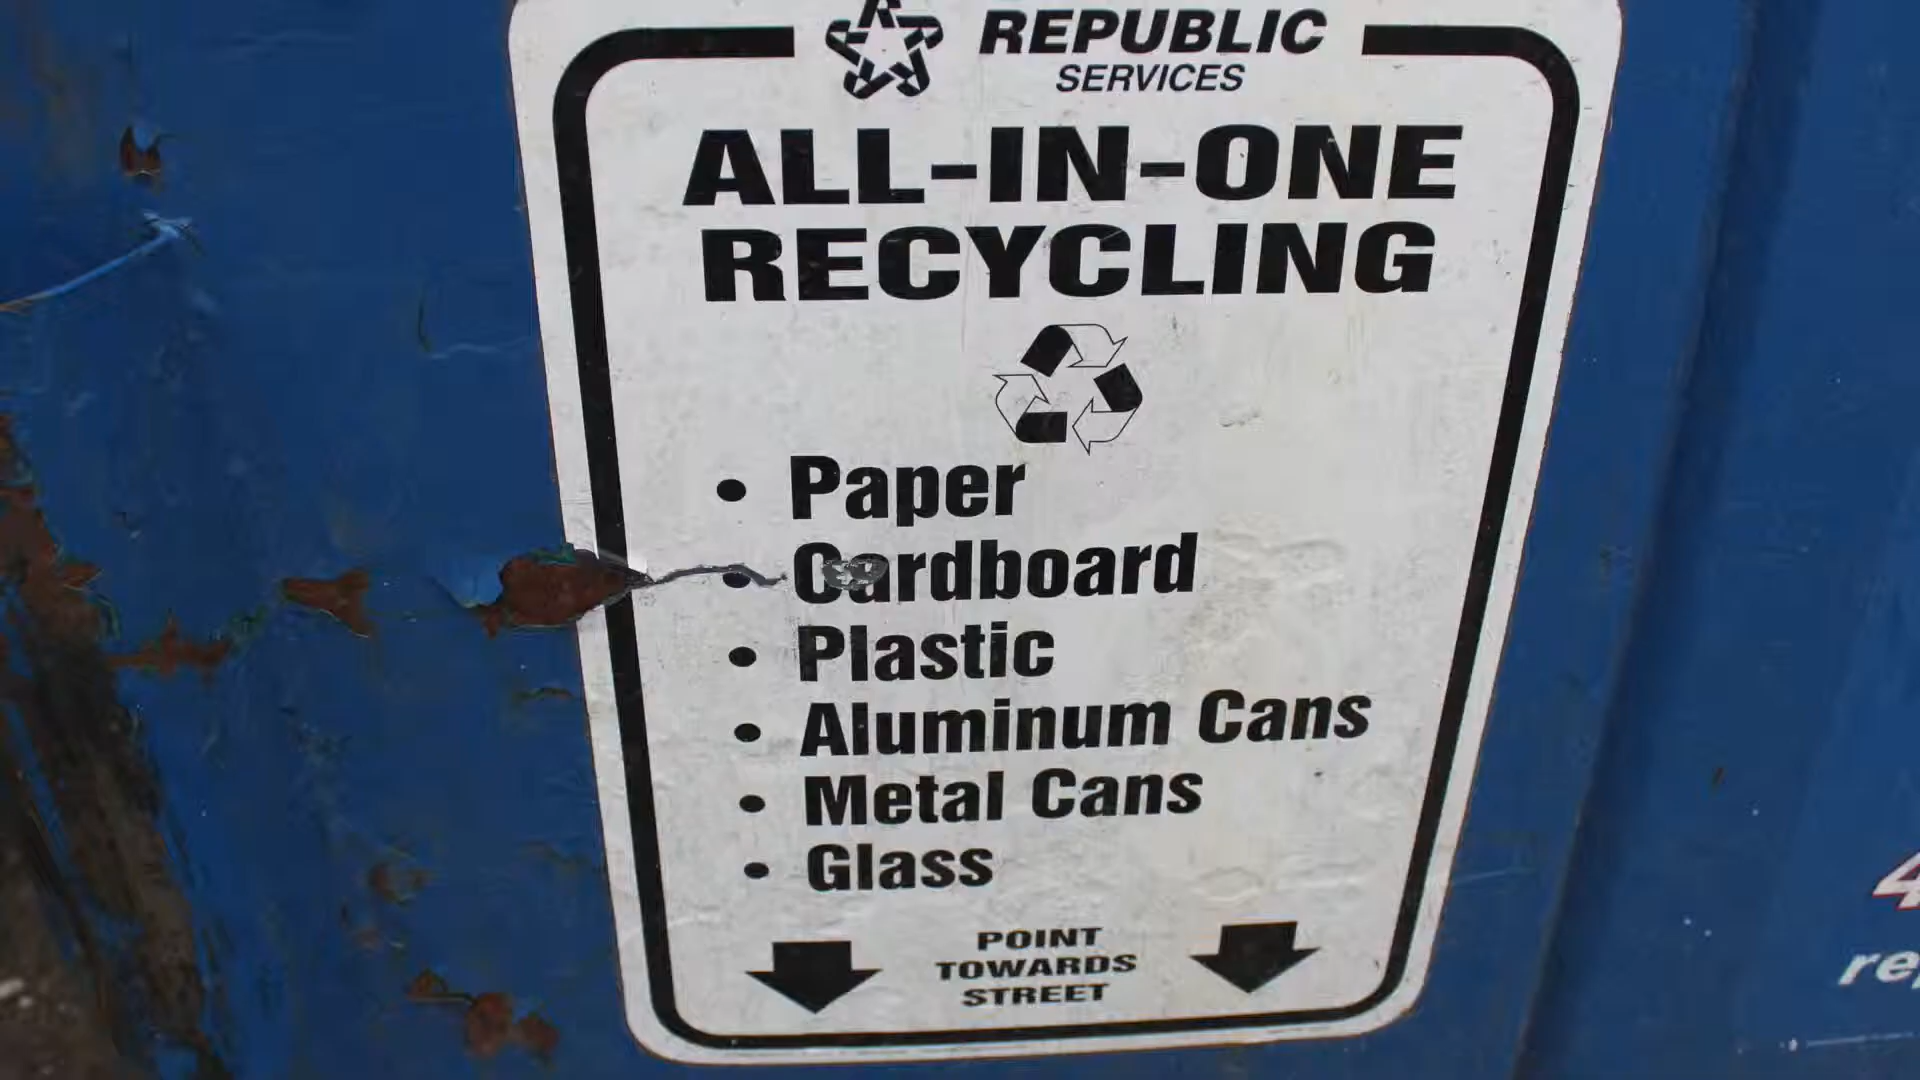 REPUBLIC
SERVICES
ALL-IN-ONE
RECYCLING
• Paper
• Cardboard
• Plastic
• Aluminum Cans
• Metal Cans
• Glass
POINT
TOWARDS
STREET